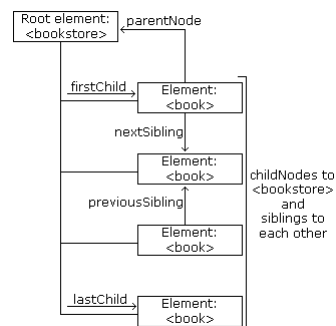 Root element:
<bookstore>
parentNode
firstChild
Element:
<book>
nextSibling
Element:
<book>
childNodes to
<bookstore>
and
siblings to
each other
previousSibling
Element:
<book>
lastChild
Element:
<book>